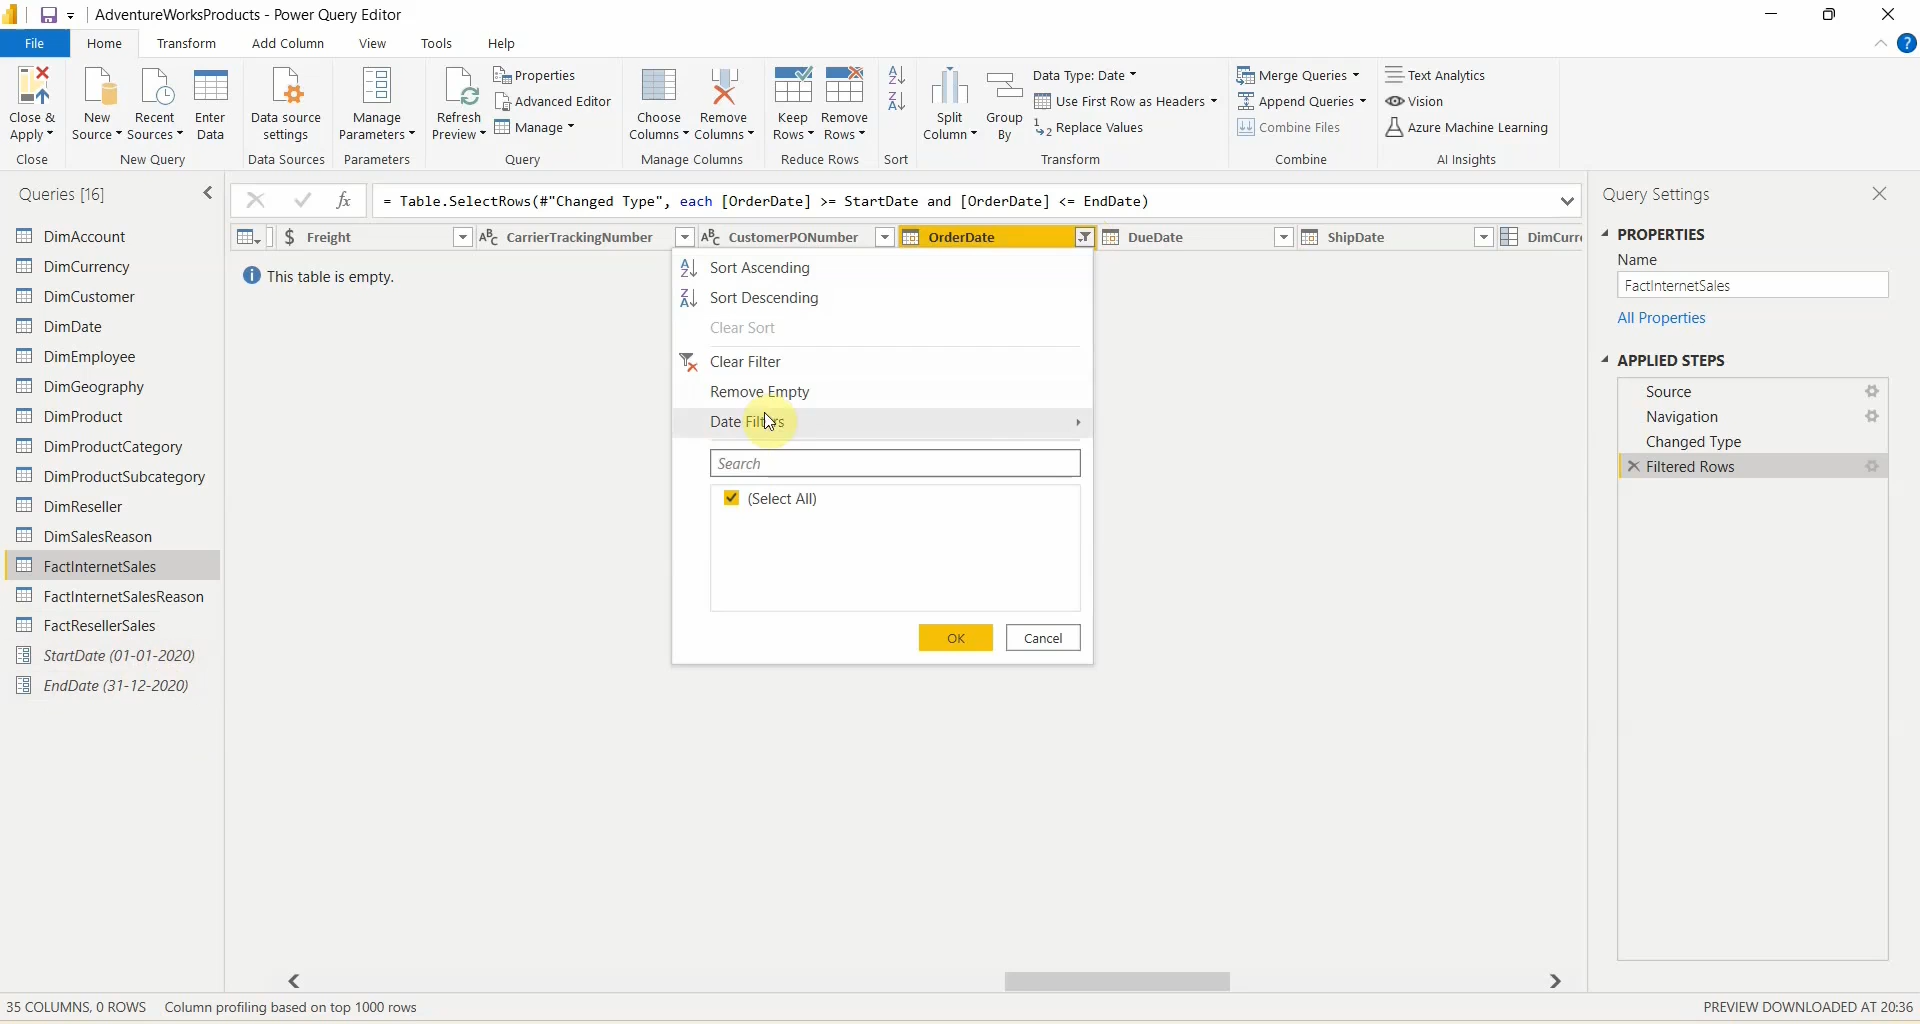 AdventureWorksProducts - Power Query Editor
File Home Transform Add Column View Tools Help
Close & Apply
Close
New Source
Recent Sources
Enter Data
New Query
Data source settings
Data Sources
Manage Parameters
Parameters
Refresh Preview
Properties
Advanced Editor
Manage
Query
Choose Columns
Remove Columns
Manage Columns
Keep Rows
Remove Rows
Reduce Rows
Sort
Split Column
Group By
Data Type: Date
Use First Row as Headers
Replace Values
Transform
Merge Queries
Append Queries
Combine Files
Combine
Text Analytics
Vision
Azure Machine Learning
AI Insights
Queries [16]
DimAccount
DimCurrency
DimCustomer
DimDate
DimEmployee
DimGeography
DimProduct
DimProductCategory
DimProductSubcategory
DimReseller
DimSalesReason
FactInternetSales
FactInternetSalesReason
FactResellerSales
StartDate (01-01-2020)
EndDate (31-12-2020)
fx = Table.SelectRows(#"Changed Type", each [OrderDate] >= StartDate and [OrderDate] <= EndDate)
$ Freight ABC CarrierTrackingNumber ABC CustomerPONumber OrderDate DueDate ShipDate DimCurre
This table is empty.
Sort Ascending
Sort Descending
Clear Sort
Clear Filter
Remove Empty
Date Filters
Search
(Select All)
OK Cancel
Query Settings
PROPERTIES
Name
FactInternetSales
All Properties
APPLIED STEPS
Source
Navigation
Changed Type
Filtered Rows
35 COLUMNS, 0 ROWS Column profiling based on top 1000 rows
PREVIEW DOWNLOADED AT 20:36